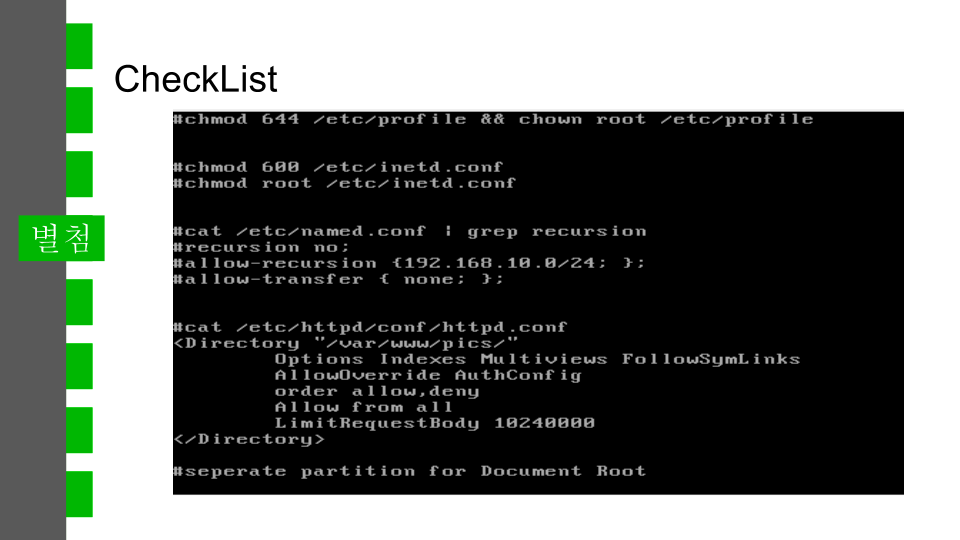 CheckList
#chmod 644 /etc/profile && chown root /etc/profile
#chmod 600 /etc/inetd.conf
#chmod root /etc/inetd.conf
별첨
#cat /etc/named.conf | grep recursion
#recursion no;
#allow-recursion {192.168.10.0/24; };
#allow-transfer { none; };
#cat /etc/httpd/conf/httpd.conf
<Directory "/var/www/pics/"
Options Indexes Multiviews FollowSymLinks
AllowOverride AuthConfig
order allow,deny
Allow from all
LimitRequestBody 10240000
</Directory>
#seperate partition for Document Root